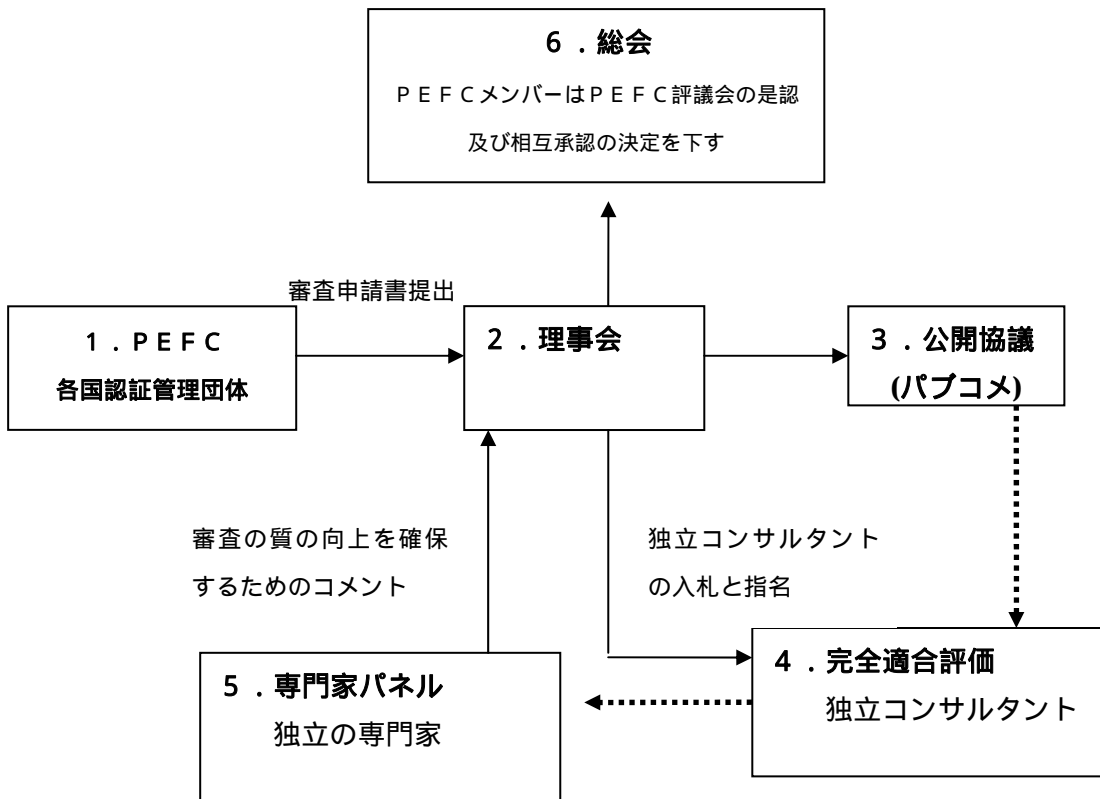 ６．総会
ＰＥＦＣメンバーはＰＥＦＣ評議会の是認
及び相互承認の決定を下す
審査申請書提出
１．ＰＥＦＣ
各国認証管理団体
２．理事会
３．公開協議
(パブコメ)
審査の質の向上を確保
するためのコメント
独立コンサルタント
の入札と指名
４．完全適合評価
独立コンサルタント
５．専門家パネル
独立の専門家